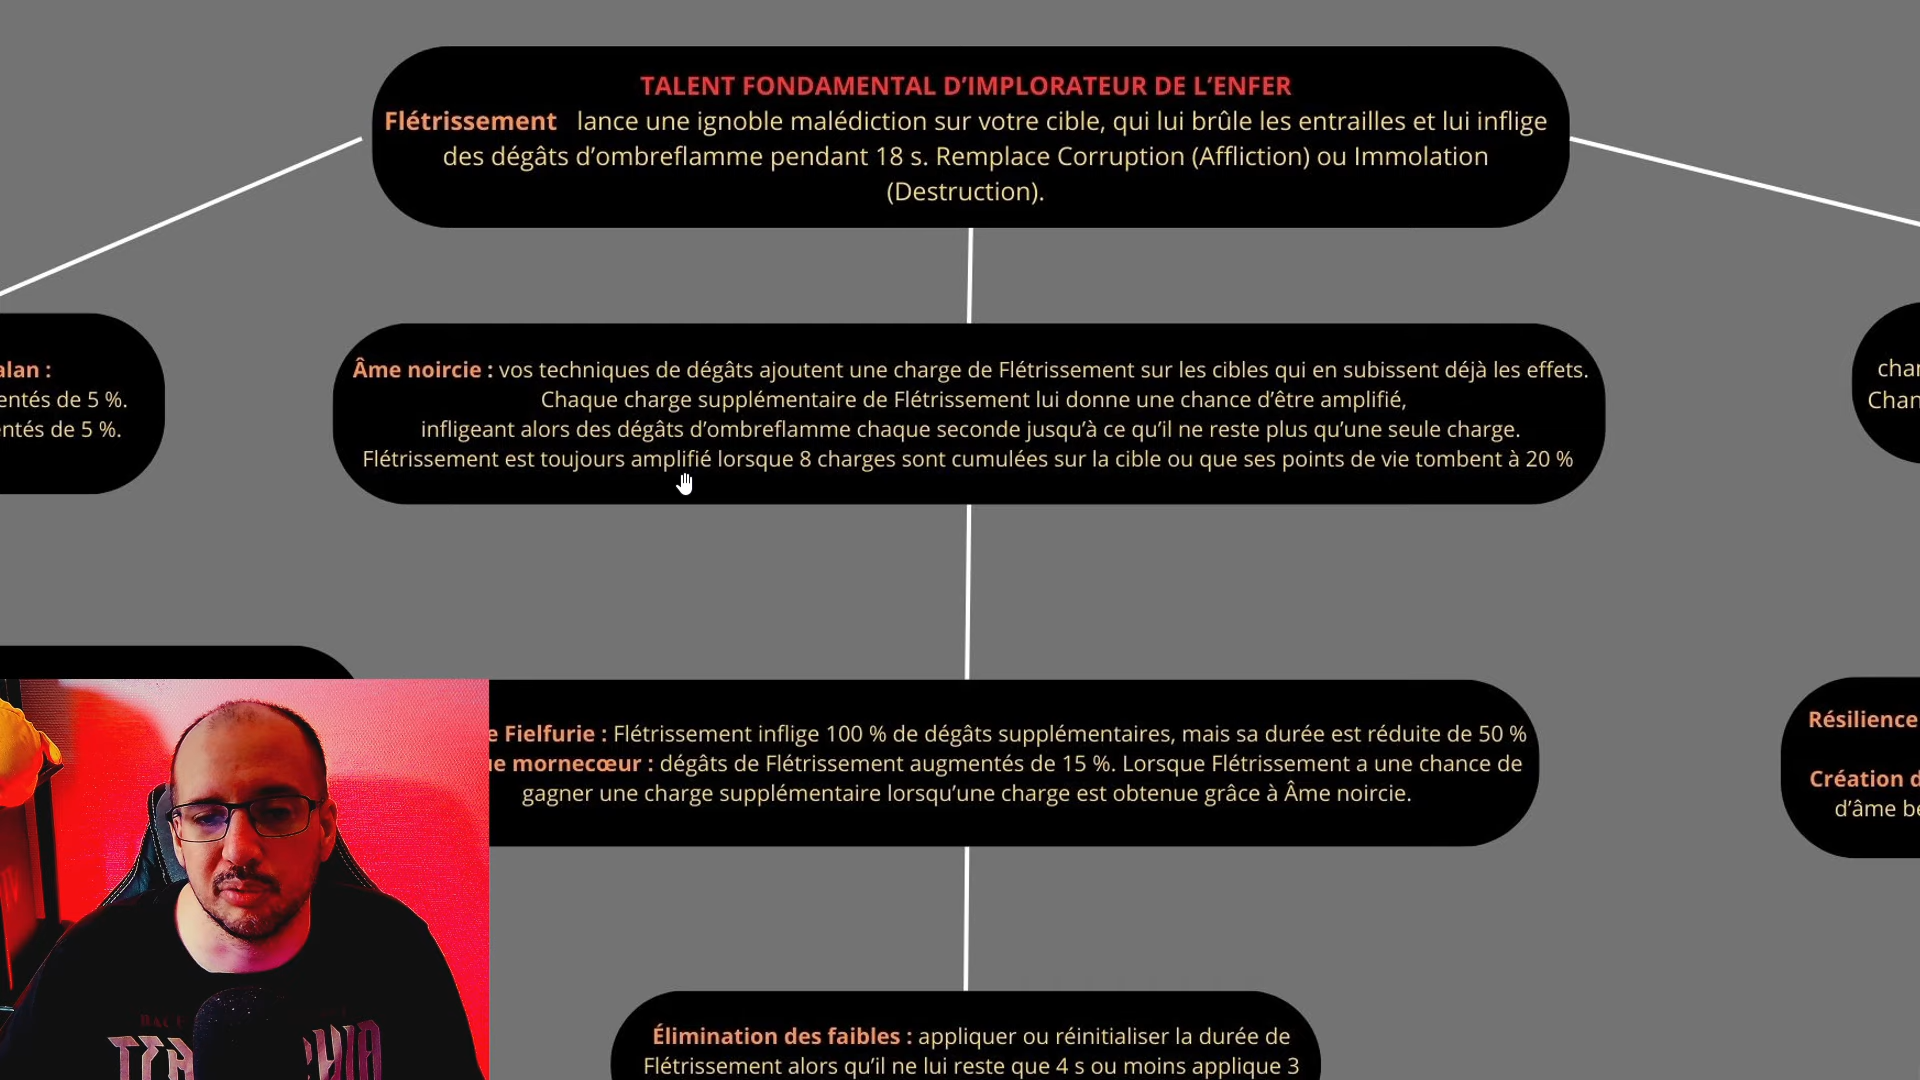 TALENT FONDAMENTAL D’IMPLORATEUR DE L’ENFER
Flétrissement lance une ignoble malédiction sur votre cible, qui lui brûle les entrailles et lui inflige
des dégâts d’ombreflamme pendant 18 s. Remplace Corruption (Affliction) ou Immolation
(Destruction).
alan :
entés de 5 %.
ntés de 5 %.
Âme noircie : vos techniques de dégâts ajoutent une charge de Flétrissement sur les cibles qui en subissent déjà les effets.
Chaque charge supplémentaire de Flétrissement lui donne une chance d’être amplifié,
infligeant alors des dégâts d’ombreflamme chaque seconde jusqu’à ce qu’il ne reste plus qu’une seule charge.
Flétrissement est toujours amplifié lorsque 8 charges sont cumulées sur la cible ou que ses points de vie tombent à 20 %
char
Chan
e Fielfurie : Flétrissement inflige 100 % de dégâts supplémentaires, mais sa durée est réduite de 50 %
ue mornecœur : dégâts de Flétrissement augmentés de 15 %. Lorsque Flétrissement a une chance de
gagner une charge supplémentaire lorsqu’une charge est obtenue grâce à Âme noircie.
Résilience
Création d
d’âme be
Élimination des faibles : appliquer ou réinitialiser la durée de
Flétrissement alors qu’il ne lui reste que 4 s ou moins applique 3